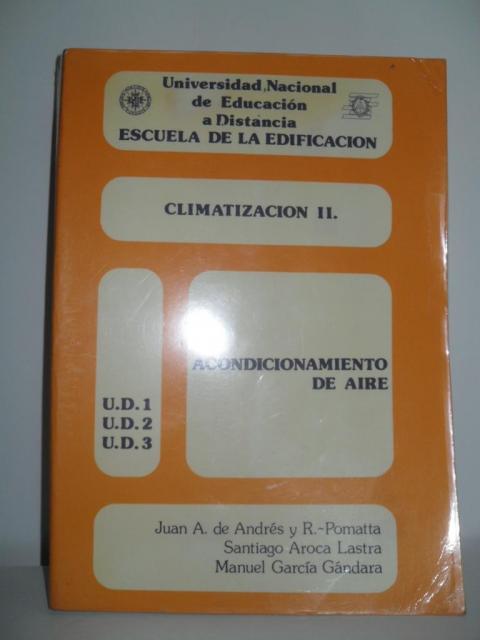 Universidad Nacional
de Educación
a Distancia
ESCUELA DE LA EDIFICACION
CLIMATIZACION II.
ACONDICIONAMIENTO
DE AIRE
U.D.1
U.D.2
U.D.3
Juan A. de Andrés y R.-Pomatta
Santiago Aroca Lastra
Manuel García Gándara